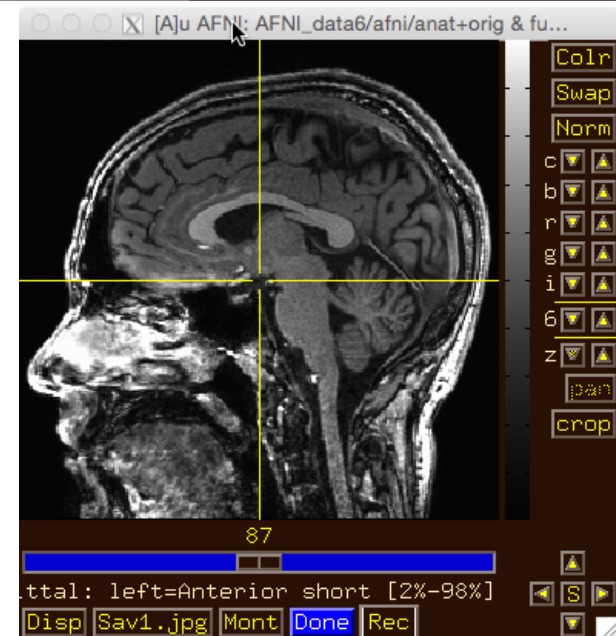 X [A]u AFNI: AFNI_data6/afni/anat+orig & fu...
Colr
Swap
Norm
c
b
r
g
i
6
z
pan
crop
87
ittal: left=Anterior short [2%-98%]
S
Disp Sav1.jpg Mont Done Rec